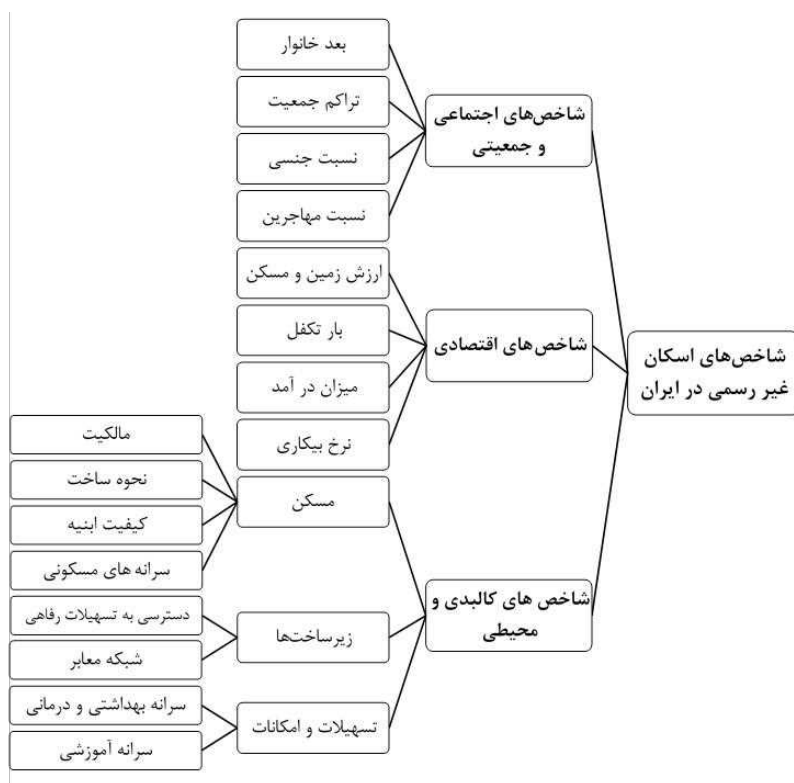 شاخص‌های اسکان
غیر رسمی در ایران
شاخص‌های اجتماعی
و جمعیتی
بعد خانوار
تراکم جمعیت
نسبت جنسی
نسبت مهاجرین
شاخص‌های اقتصادی
ارزش زمین و مسکن
بار تکفل
میزان در آمد
نرخ بیکاری
شاخص های کالبدی و
محیطی
مسکن
مالکیت
نحوه ساخت
کیفیت ابنیه
سرانه های مسکونی
زیرساخت‌ها
دسترسی به تسهیلات رفاهی
شبکه معابر
تسهیلات و امکانات
سرانه بهداشتی و درمانی
سرانه آموزشی